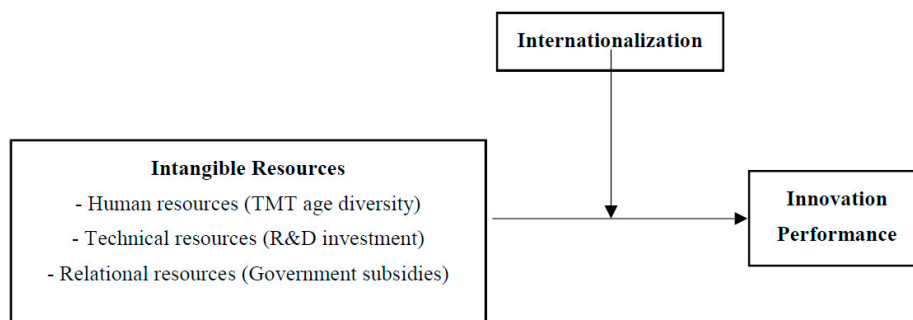 Internationalization
Intangible Resources
- Human resources (TMT age diversity)
- Technical resources (R&D investment)
- Relational resources (Government subsidies)
Innovation
Performance